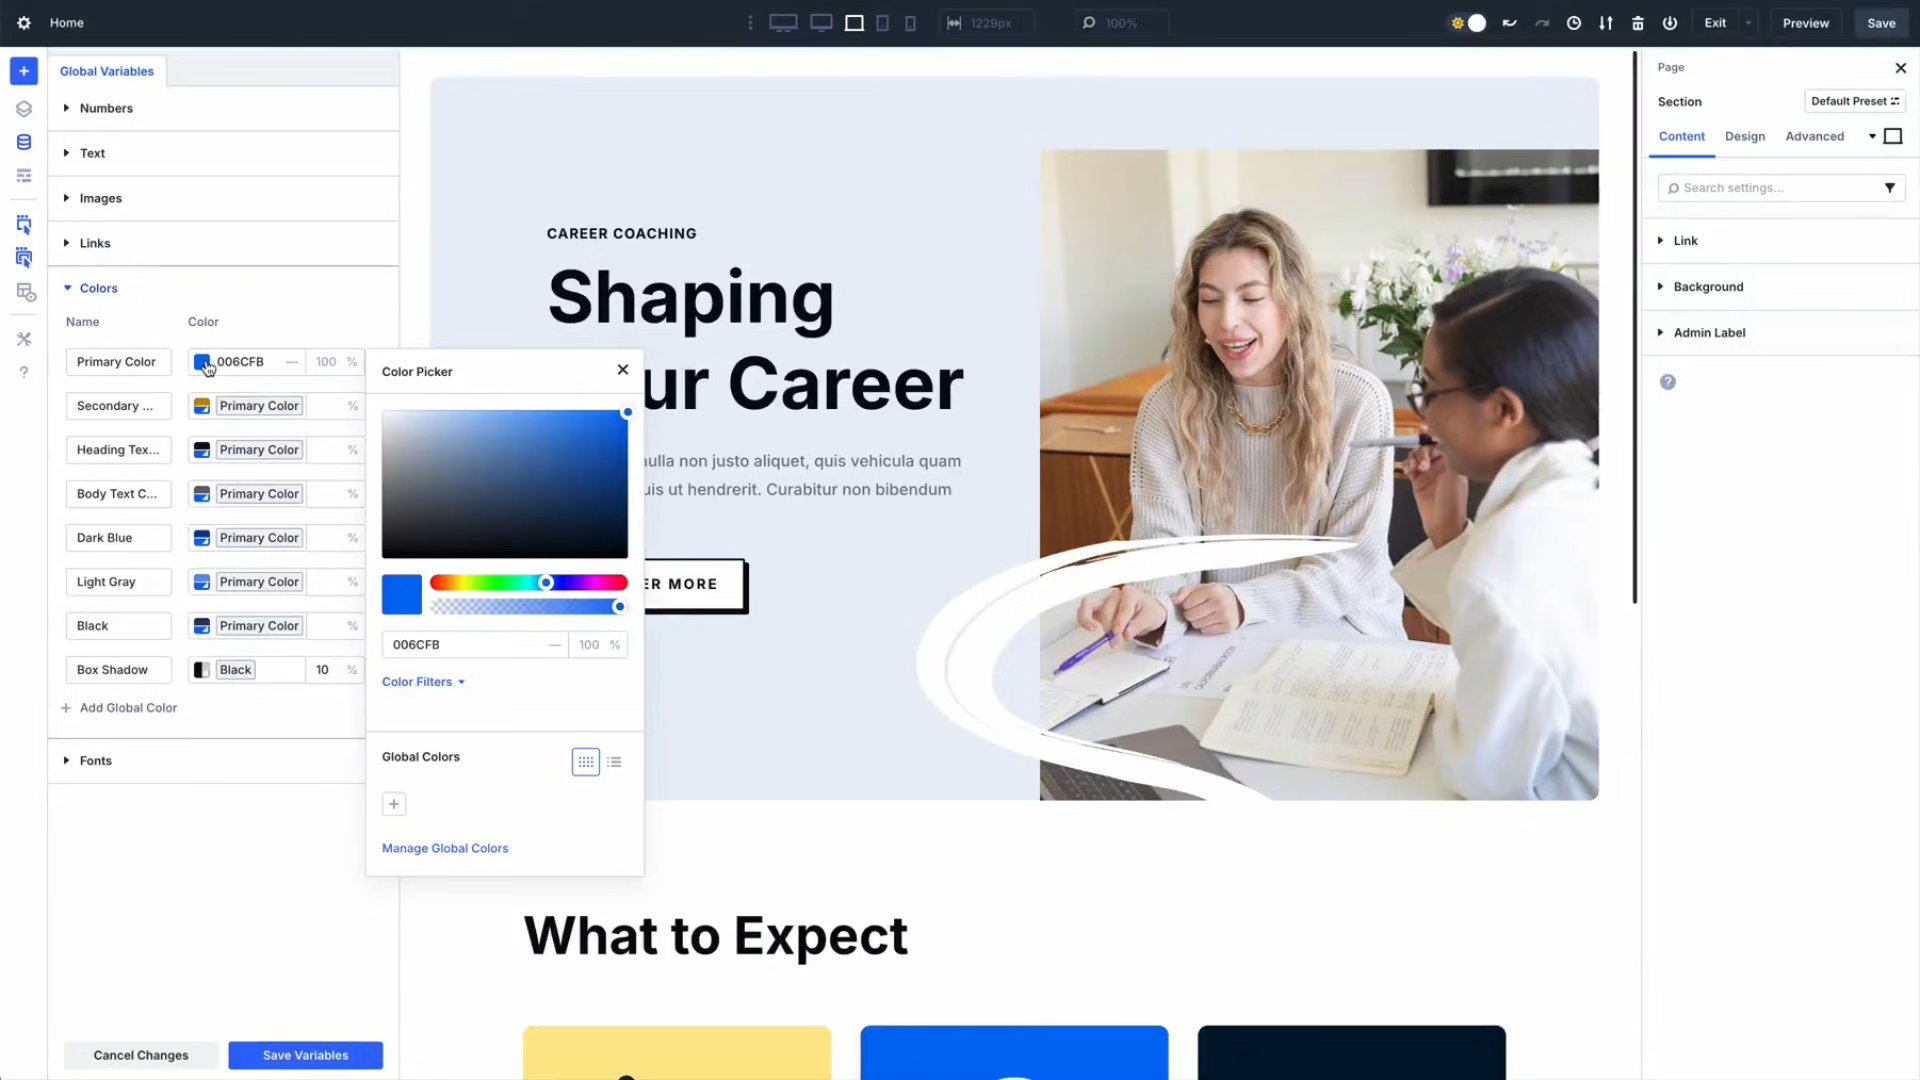 Home
1229px
100%
Exit
Preview
Save
Global Variables
Numbers
Text
Images
Links
Colors
Name
Color
Primary Color
006CFB
100 %
Secondary ...
Primary Color
%
Heading Tex...
Primary Color
%
Body Text C...
Primary Color
%
Dark Blue
Primary Color
%
Light Gray
Primary Color
%
Black
Primary Color
%
Box Shadow
Black
10 %
Add Global Color
Fonts
Cancel Changes
Save Variables
Color Picker
006CFB
100 %
Color Filters
Global Colors
Manage Global Colors
CAREER COACHING
Shaping
ur Career
ulla non justo aliquet, quis vehicula quam
uis ut hendrerit. Curabitur non bibendum
ER MORE
What to Expect
Page
Section
Default Preset
Content
Design
Advanced
Search settings...
Link
Background
Admin Label